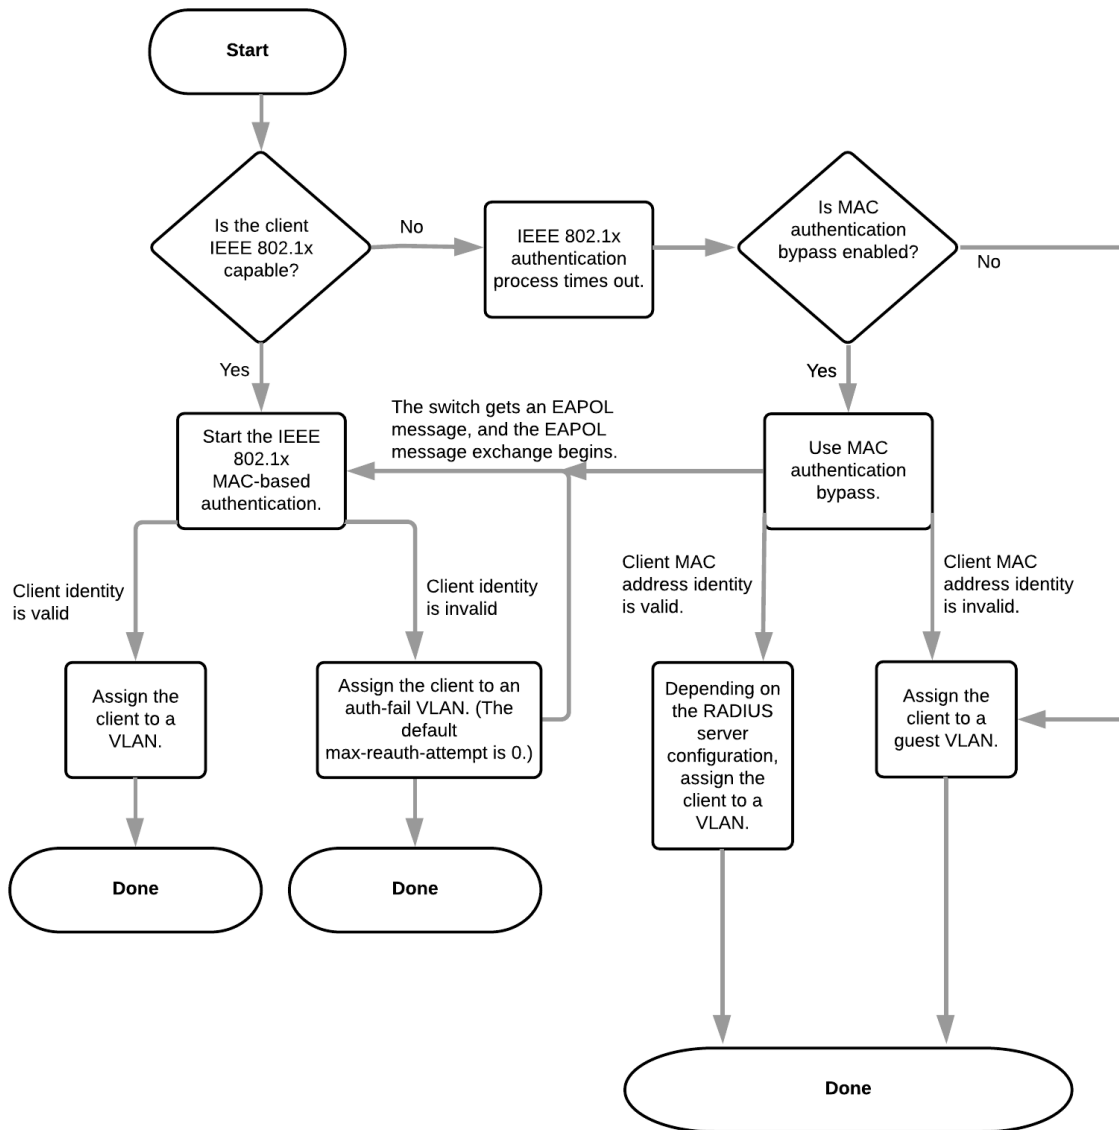 Start
Is the client
IEEE 802.1x
capable?
No
IEEE 802.1x
authentication
process times out.
Is MAC
authentication
bypass enabled?
No
Yes
Yes
The switch gets an EAPOL
message, and the EAPOL
message exchange begins.
Start the IEEE
802.1x
MAC-based
authentication.
Use MAC
authentication
bypass.
Client identity
is valid
Client identity
is invalid
Client MAC
address identity
is valid.
Client MAC
address identity
is invalid.
Assign the
client to a
VLAN.
Assign the client to an
auth-fail VLAN. (The
default
max-reauth-attempt is 0.)
Depending on
the RADIUS
server
configuration,
assign the
client to a
VLAN.
Assign the
client to a
guest VLAN.
Done
Done
Done